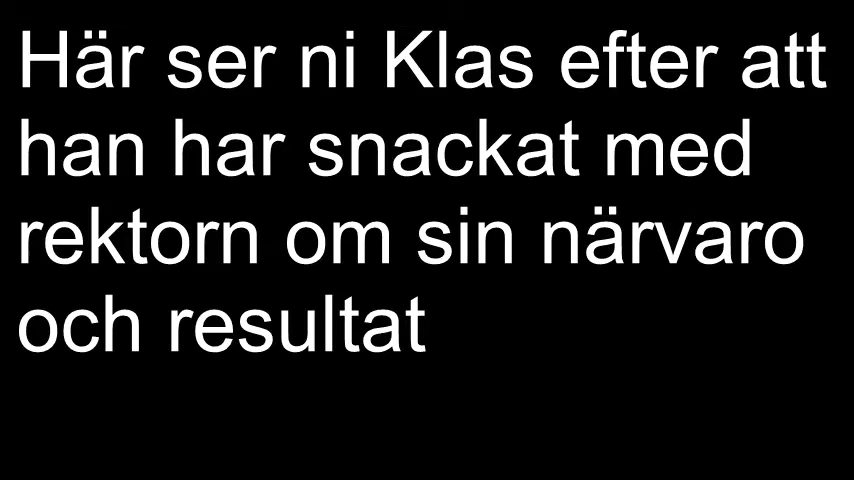 Här ser ni Klas efter att
han har snackat med
rektorn om sin närvaro
och resultat